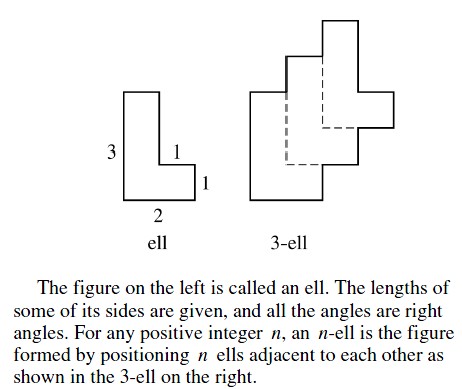 3
1
1
2
ell
3-ell
The figure on the left is called an ell. The lengths of
some of its sides are given, and all the angles are right
angles. For any positive integer n, an n-ell is the figure
formed by positioning n ells adjacent to each other as
shown in the 3-ell on the right.